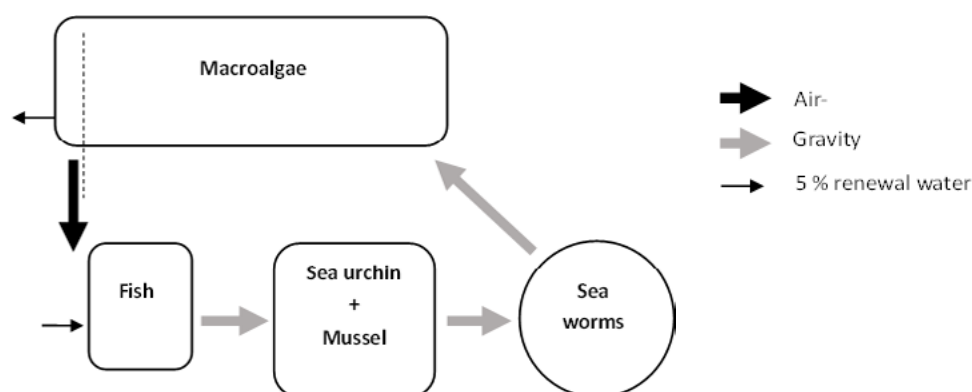 Macroalgae
Air-
Gravity
5 % renewal water
Fish
Sea urchin
+
Mussel
Sea
worms